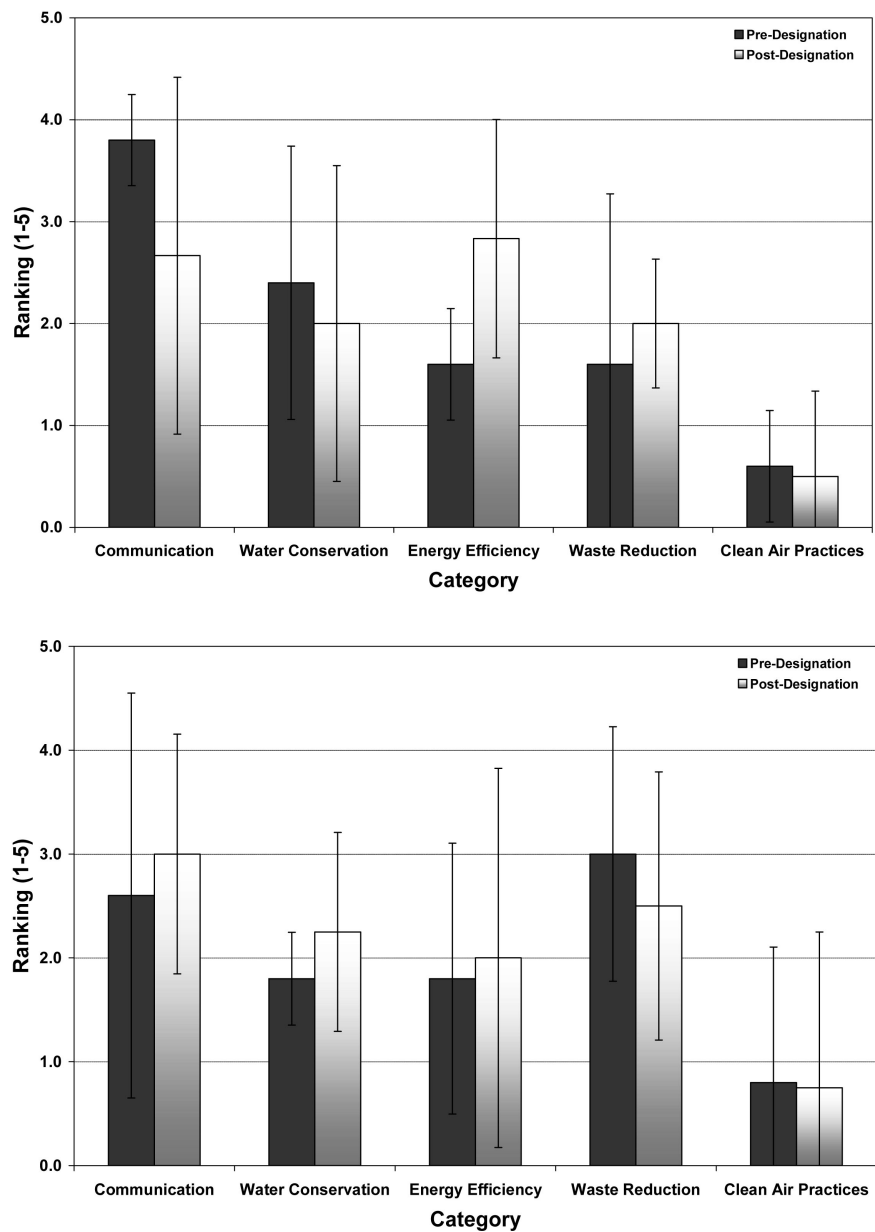 5.0
Pre-Designation
Post-Designation
4.0
3.0
2.0
1.0
0.0
Ranking (1-5)
Communication Water Conservation Energy Efficiency Waste Reduction Clean Air Practices
Category
5.0
Pre-Designation
Post-Designation
4.0
3.0
2.0
1.0
0.0
Ranking (1-5)
Communication Water Conservation Energy Efficiency Waste Reduction Clean Air Practices
Category